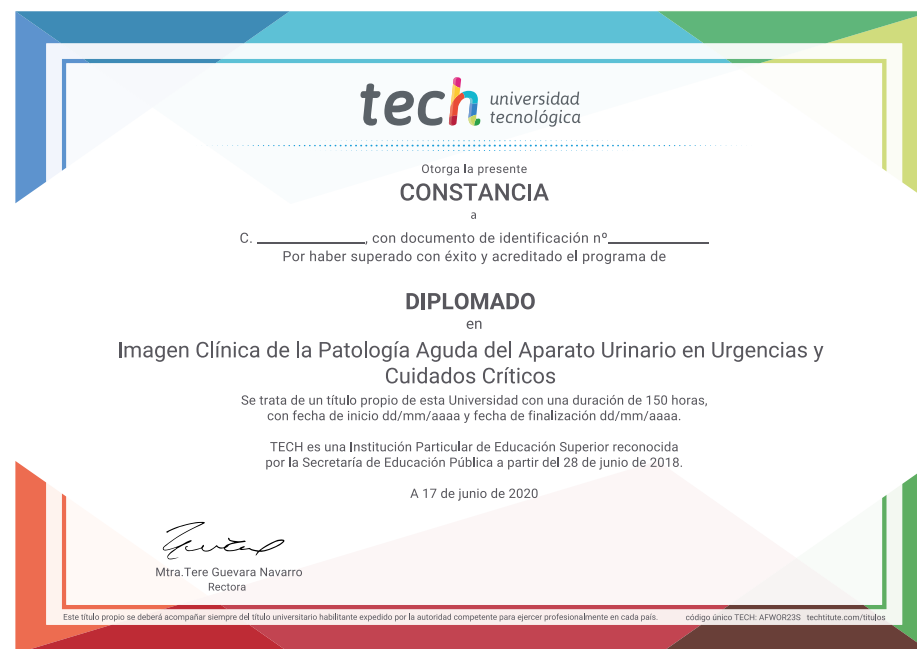 tech universidad
tecnológica
Otorga la presente
CONSTANCIA
a
C. ____________, con documento de identificación nº____________
Por haber superado con éxito y acreditado el programa de
DIPLOMADO
en
Imagen Clínica de la Patología Aguda del Aparato Urinario en Urgencias y
Cuidados Críticos
Se trata de un título propio de esta Universidad con una duración de 150 horas,
con fecha de inicio dd/mm/aaaa y fecha de finalización dd/mm/aaaa.
TECH es una Institución Particular de Educación Superior reconocida
por la Secretaría de Educación Pública a partir del 28 de junio de 2018.
A 17 de junio de 2020
Mtra.Tere Guevara Navarro
Rectora
Este título propio se deberá acompañar siempre del título universitario habilitante expedido por la autoridad competente para ejercer profesionalmente en cada país. código único TECH: AFWOR23S techtitute.com/titulos